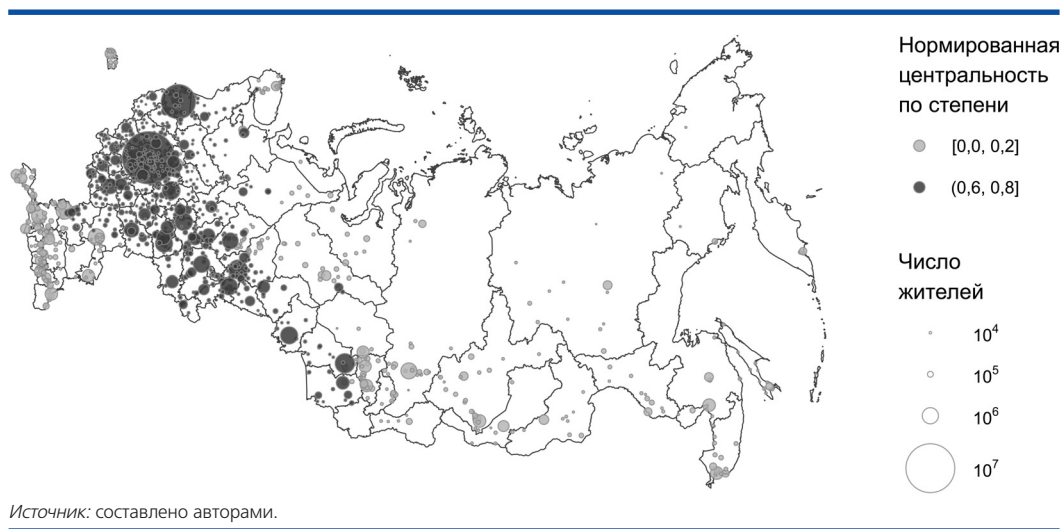 Нормированная
центральность
по степени
[0,0, 0,2]
(0,6, 0,8]
Число
жителей
10⁴
10⁵
10⁶
10⁷
Источник: составлено авторами.